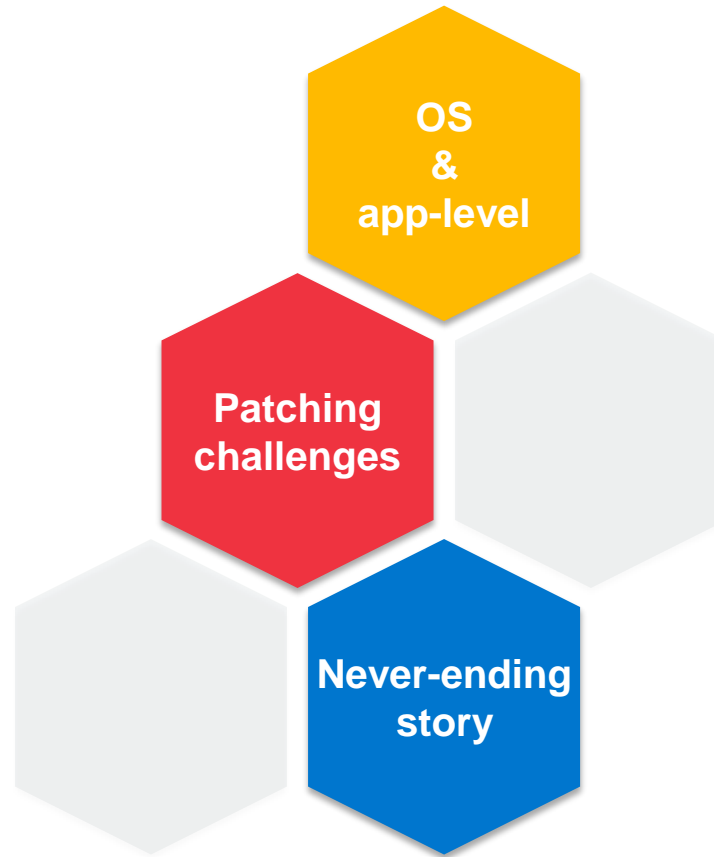 OS
&
app-level
Patching
challenges
Never-ending
story